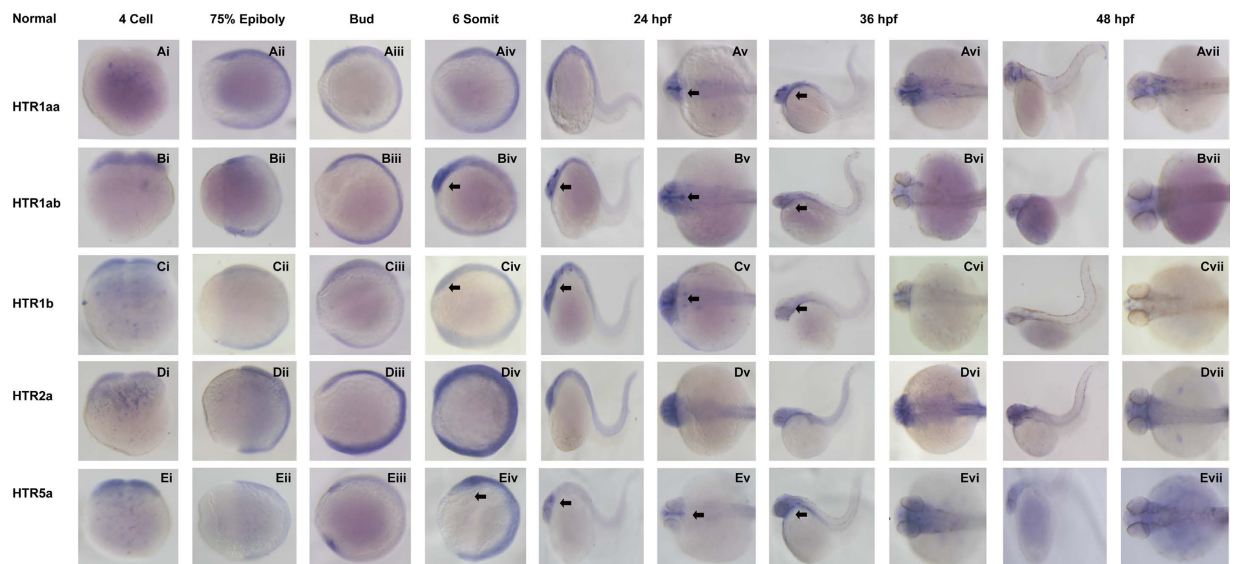 Normal 4 Cell 75% Epiboly Bud 6 Somit 24 hpf 36 hpf 48 hpf
Ai Aii Aiii Aiv Av Avi Avii
HTR1aa
Bi Bii Biii Biv Bv Bvi Bvii
HTR1ab
Ci Cii Ciii Civ Cv Cvi Cvii
HTR1b
Di Dii Diii Div Dv Dvi Dvii
HTR2a
Ei Eii Eiii Eiv Ev Evi Evii
HTR5a